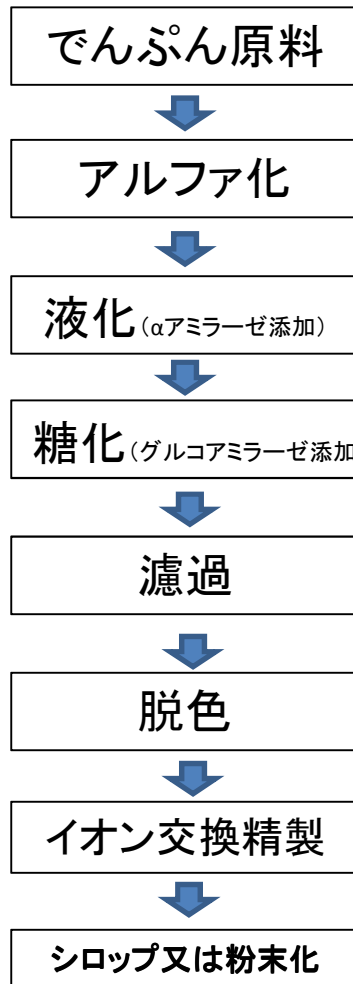 でんぷん原料
アルファ化
液化(αアミラーゼ添加)
糖化(グルコアミラーゼ添加
濾過
脱色
イオン交換精製
シロップ又は粉末化